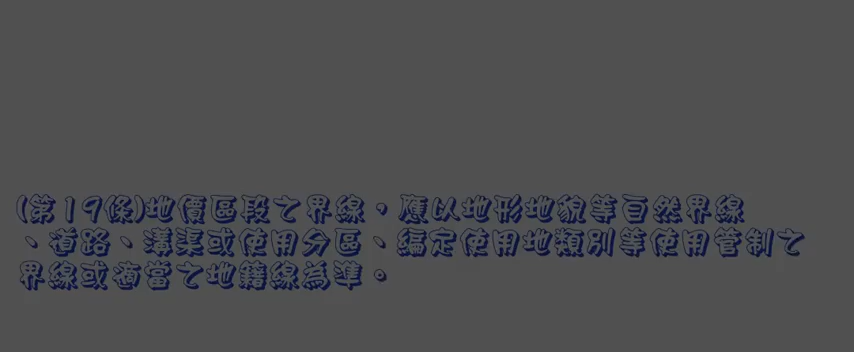 (第19條)地價區段之界線，應以地形地貌等自然界線
、道路、溝渠或使用分區、編定使用地類別等使用管制之
界線或適當之地籍線為準。